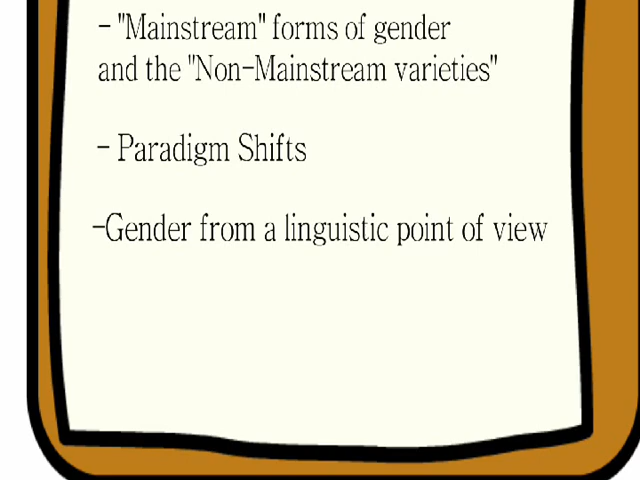 - "Mainstream" forms of gender
and the "Non-Mainstream varieties"
- Paradigm Shifts
-Gender from a linguistic point of view